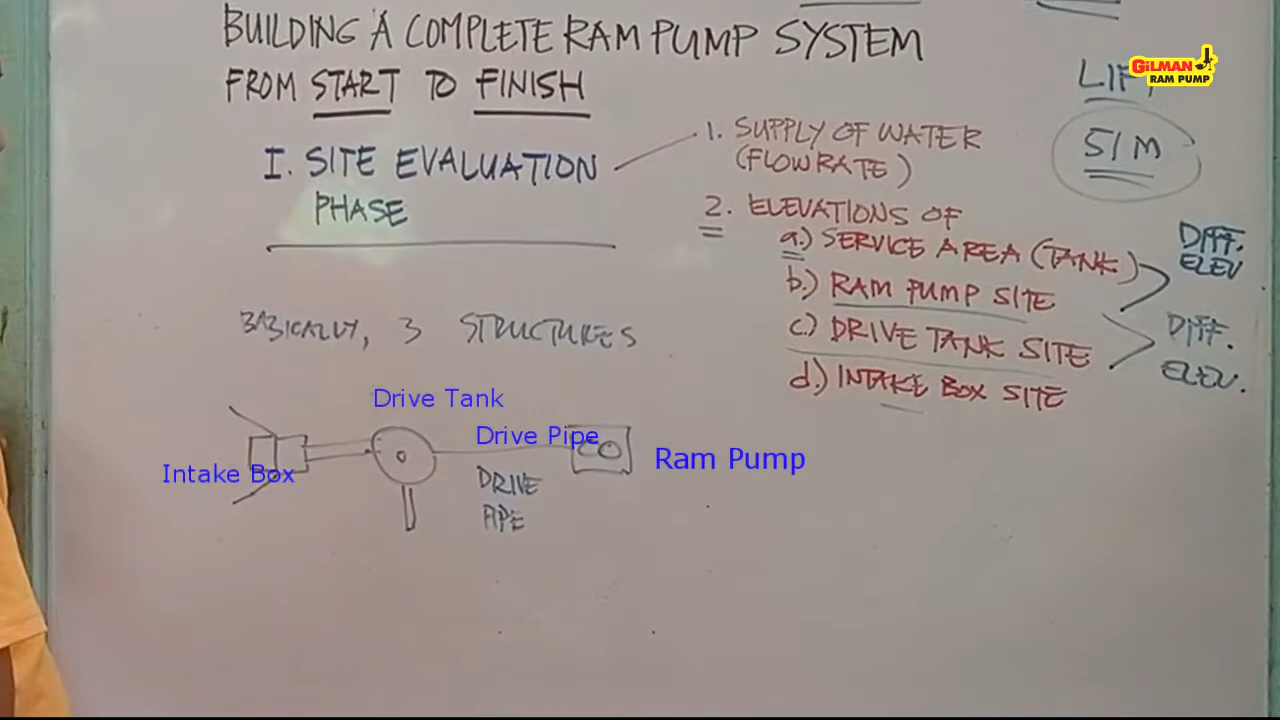 BUILDING A COMPLETE RAM PUMP SYSTEM
FROM START TO FINISH
I. SITE EVALUATION
PHASE
1. SUPPLY OF WATER
(FLOW RATE)
2. ELEVATIONS OF
a.) SERVICE AREA (TANK)
b.) RAM PUMP SITE
c.) DRIVE TANK SITE
d.) INTAKE BOX SITE
LIFT
51 M
GILMAN
RAM PUMP
DIFF.
ELEV
DIFF.
ELEV.
BASICALLY, 3 STRUCTURES
Drive Tank
Drive Pipe
Intake Box
Ram Pump
DRIVE
PIPE